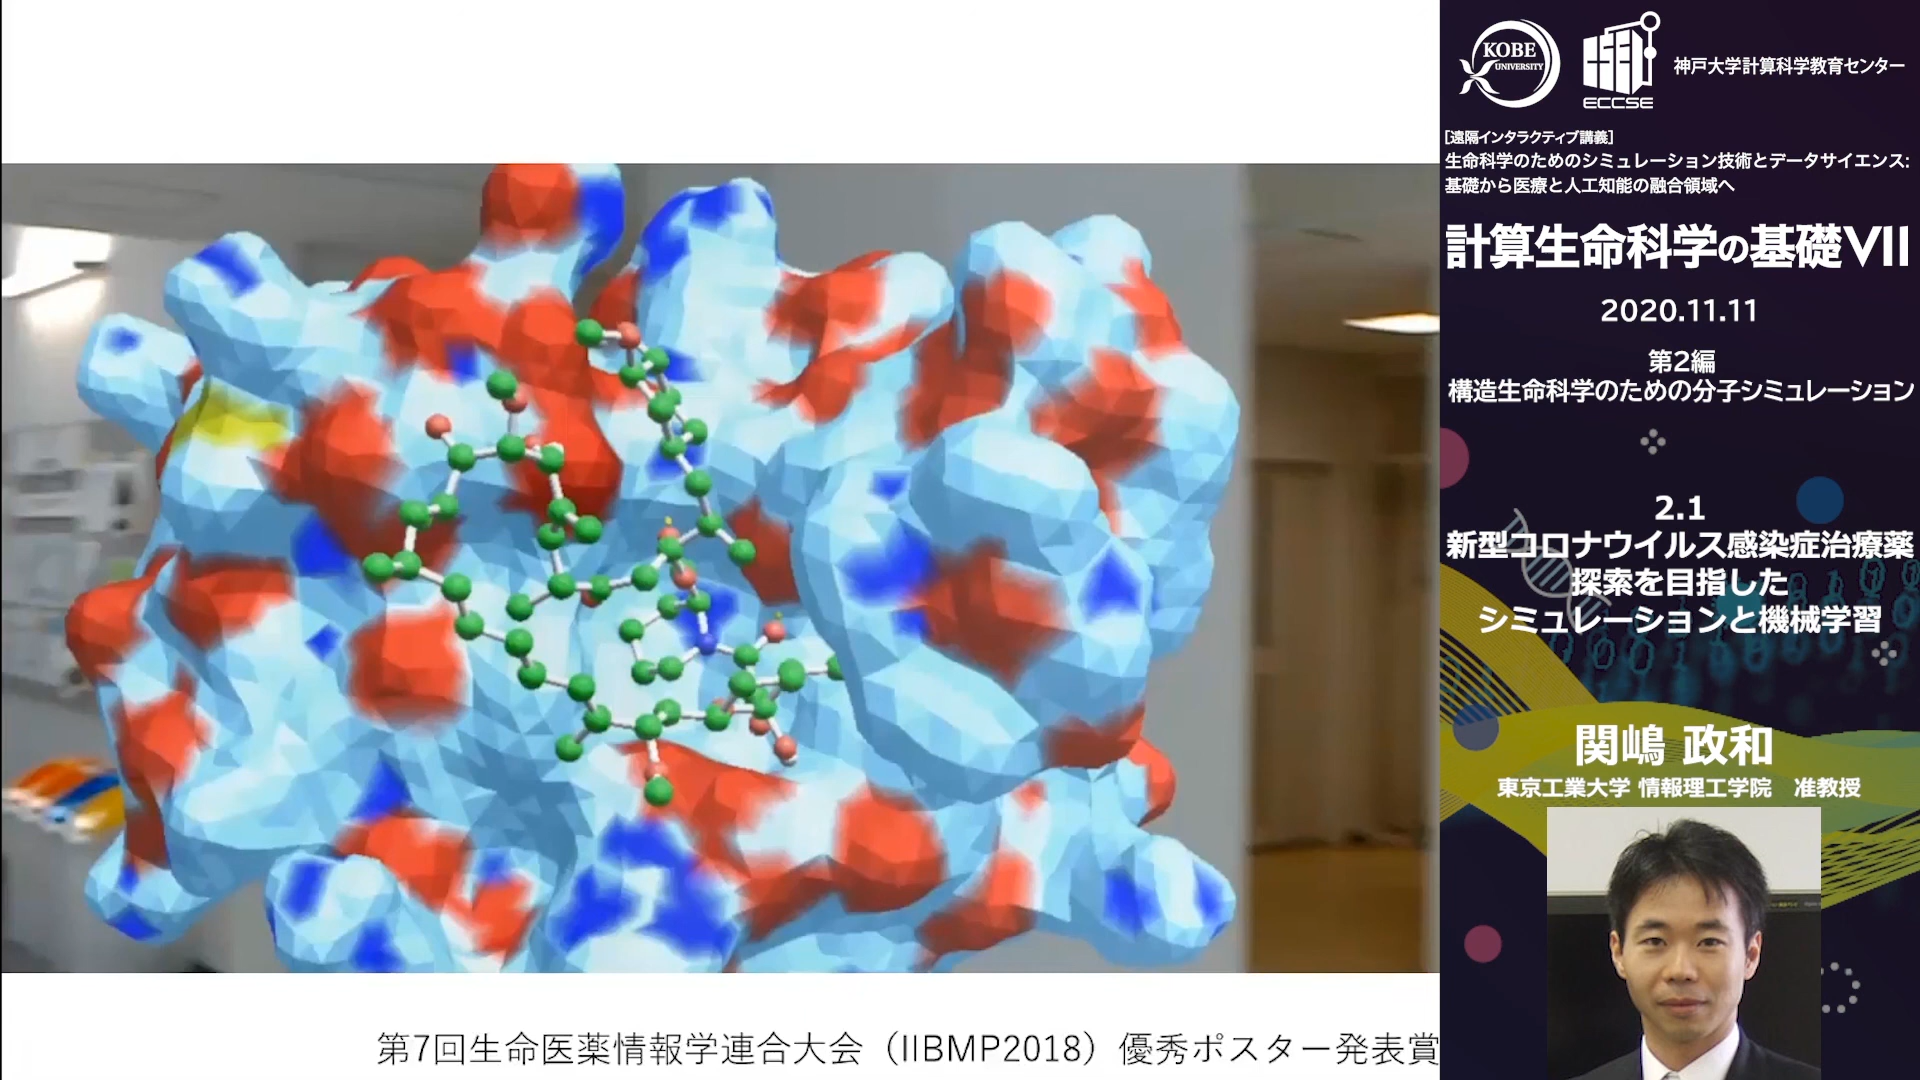 KOBE
UNIVERSITY
ECCSE
神戸大学計算科学教育センター
[遠隔インタラクティブ講義]
生命科学のためのシミュレーション技術とデータサイエンス:
基礎から医療と人工知能の融合領域へ
計算生命科学の基礎VII
2020.11.11
第2編
構造生命科学のための分子シミュレーション
2.1
新型コロナウイルス感染症治療薬
探索を目指した
シミュレーションと機械学習
関嶋 政和
東京工業大学 情報理工学院　准教授
第7回生命医薬情報学連合大会（IIBMP2018）優秀ポスター発表賞